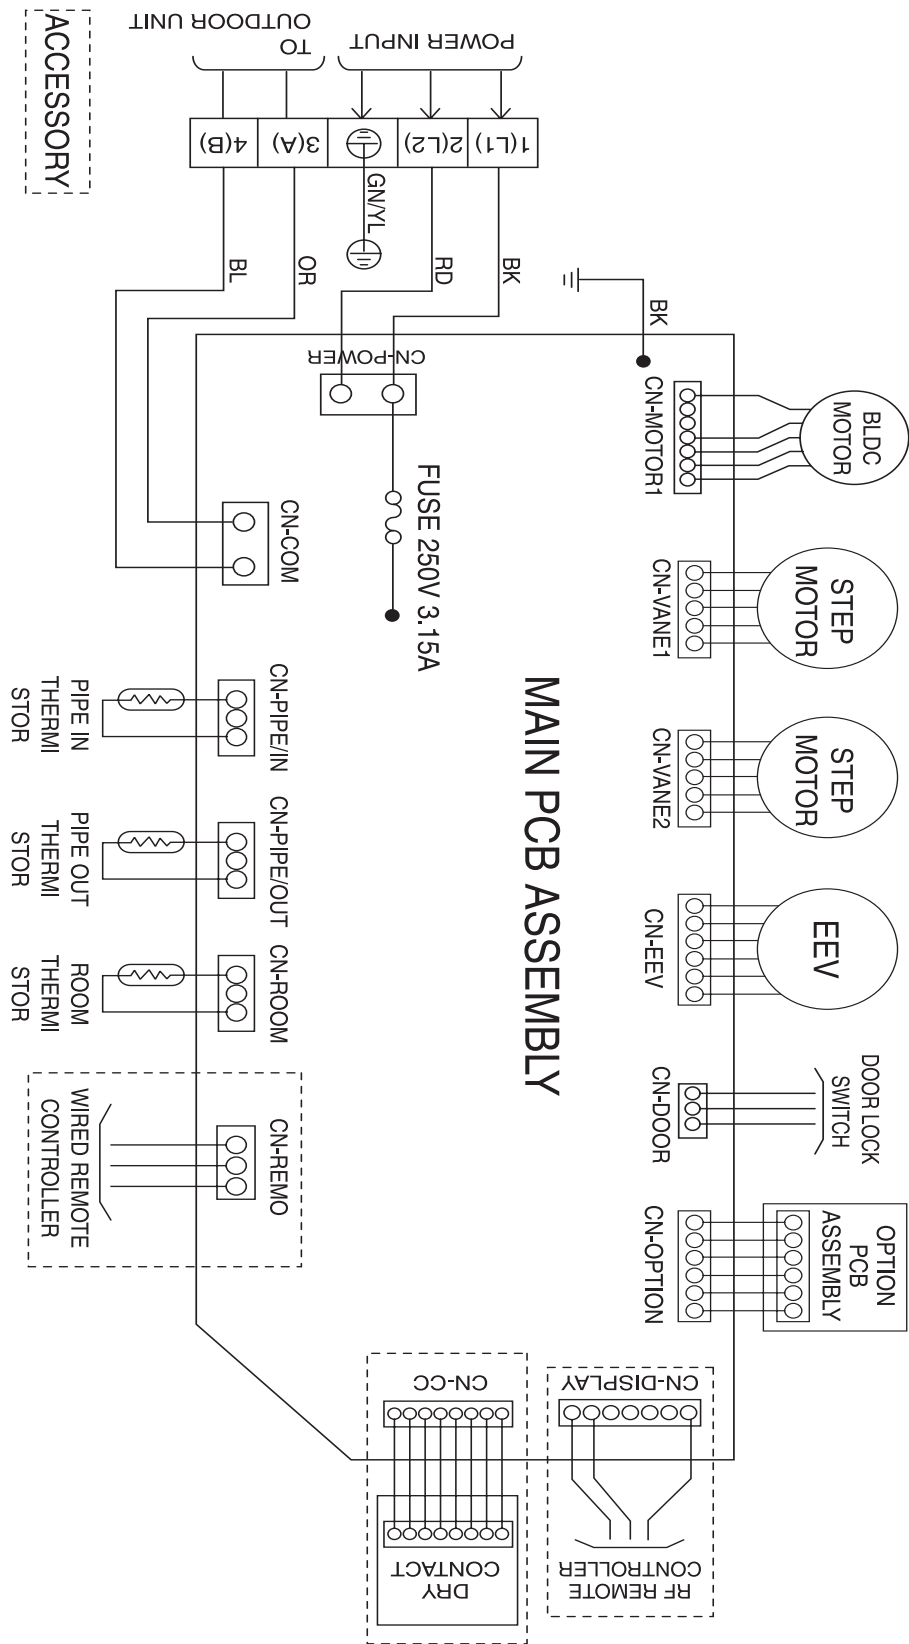 ACCESSORY
TO
OUTDOOR UNIT
POWER INPUT
4(B)
3(A)
2(L2)
1(L1)
BL
OR
GN/YL
RD
BK
BK
CN-POWER
FUSE 250V 3.15A
CN-COM
MAIN PCB ASSEMBLY
BLDC
MOTOR
CN-MOTOR1
STEP
MOTOR
CN-VANE1
STEP
MOTOR
CN-VANE2
EEV
CN-EEV
DOOR LOCK
SWITCH
CN-DOOR
OPTION
PCB
ASSEMBLY
CN-OPTION
CN-PIPE/IN
PIPE IN
THERMI
STOR
CN-PIPE/OUT
PIPE OUT
THERMI
STOR
CN-ROOM
ROOM
THERMI
STOR
CN-REMO
WIRED REMOTE
CONTROLLER
CN-CC
DRY
CONTACT
CN-DISPLAY
RF REMOTE
CONTROLLER